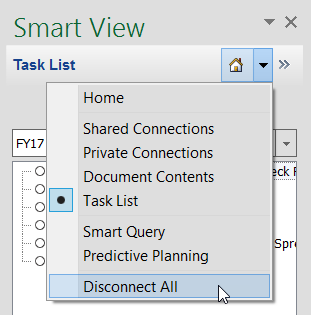 Smart View
Task List
Home
Shared Connections
Private Connections
Document Contents
Task List
Smart Query
Predictive Planning
Disconnect All
FY17